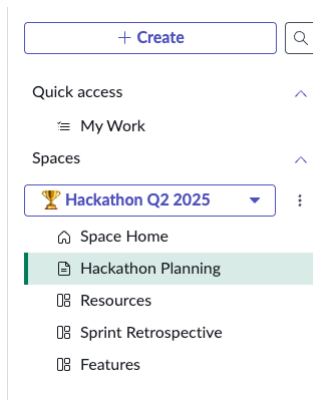 + Create
Quick access
My Work
Spaces
🏆 Hackathon Q2 2025
Space Home
Hackathon Planning
Resources
Sprint Retrospective
Features